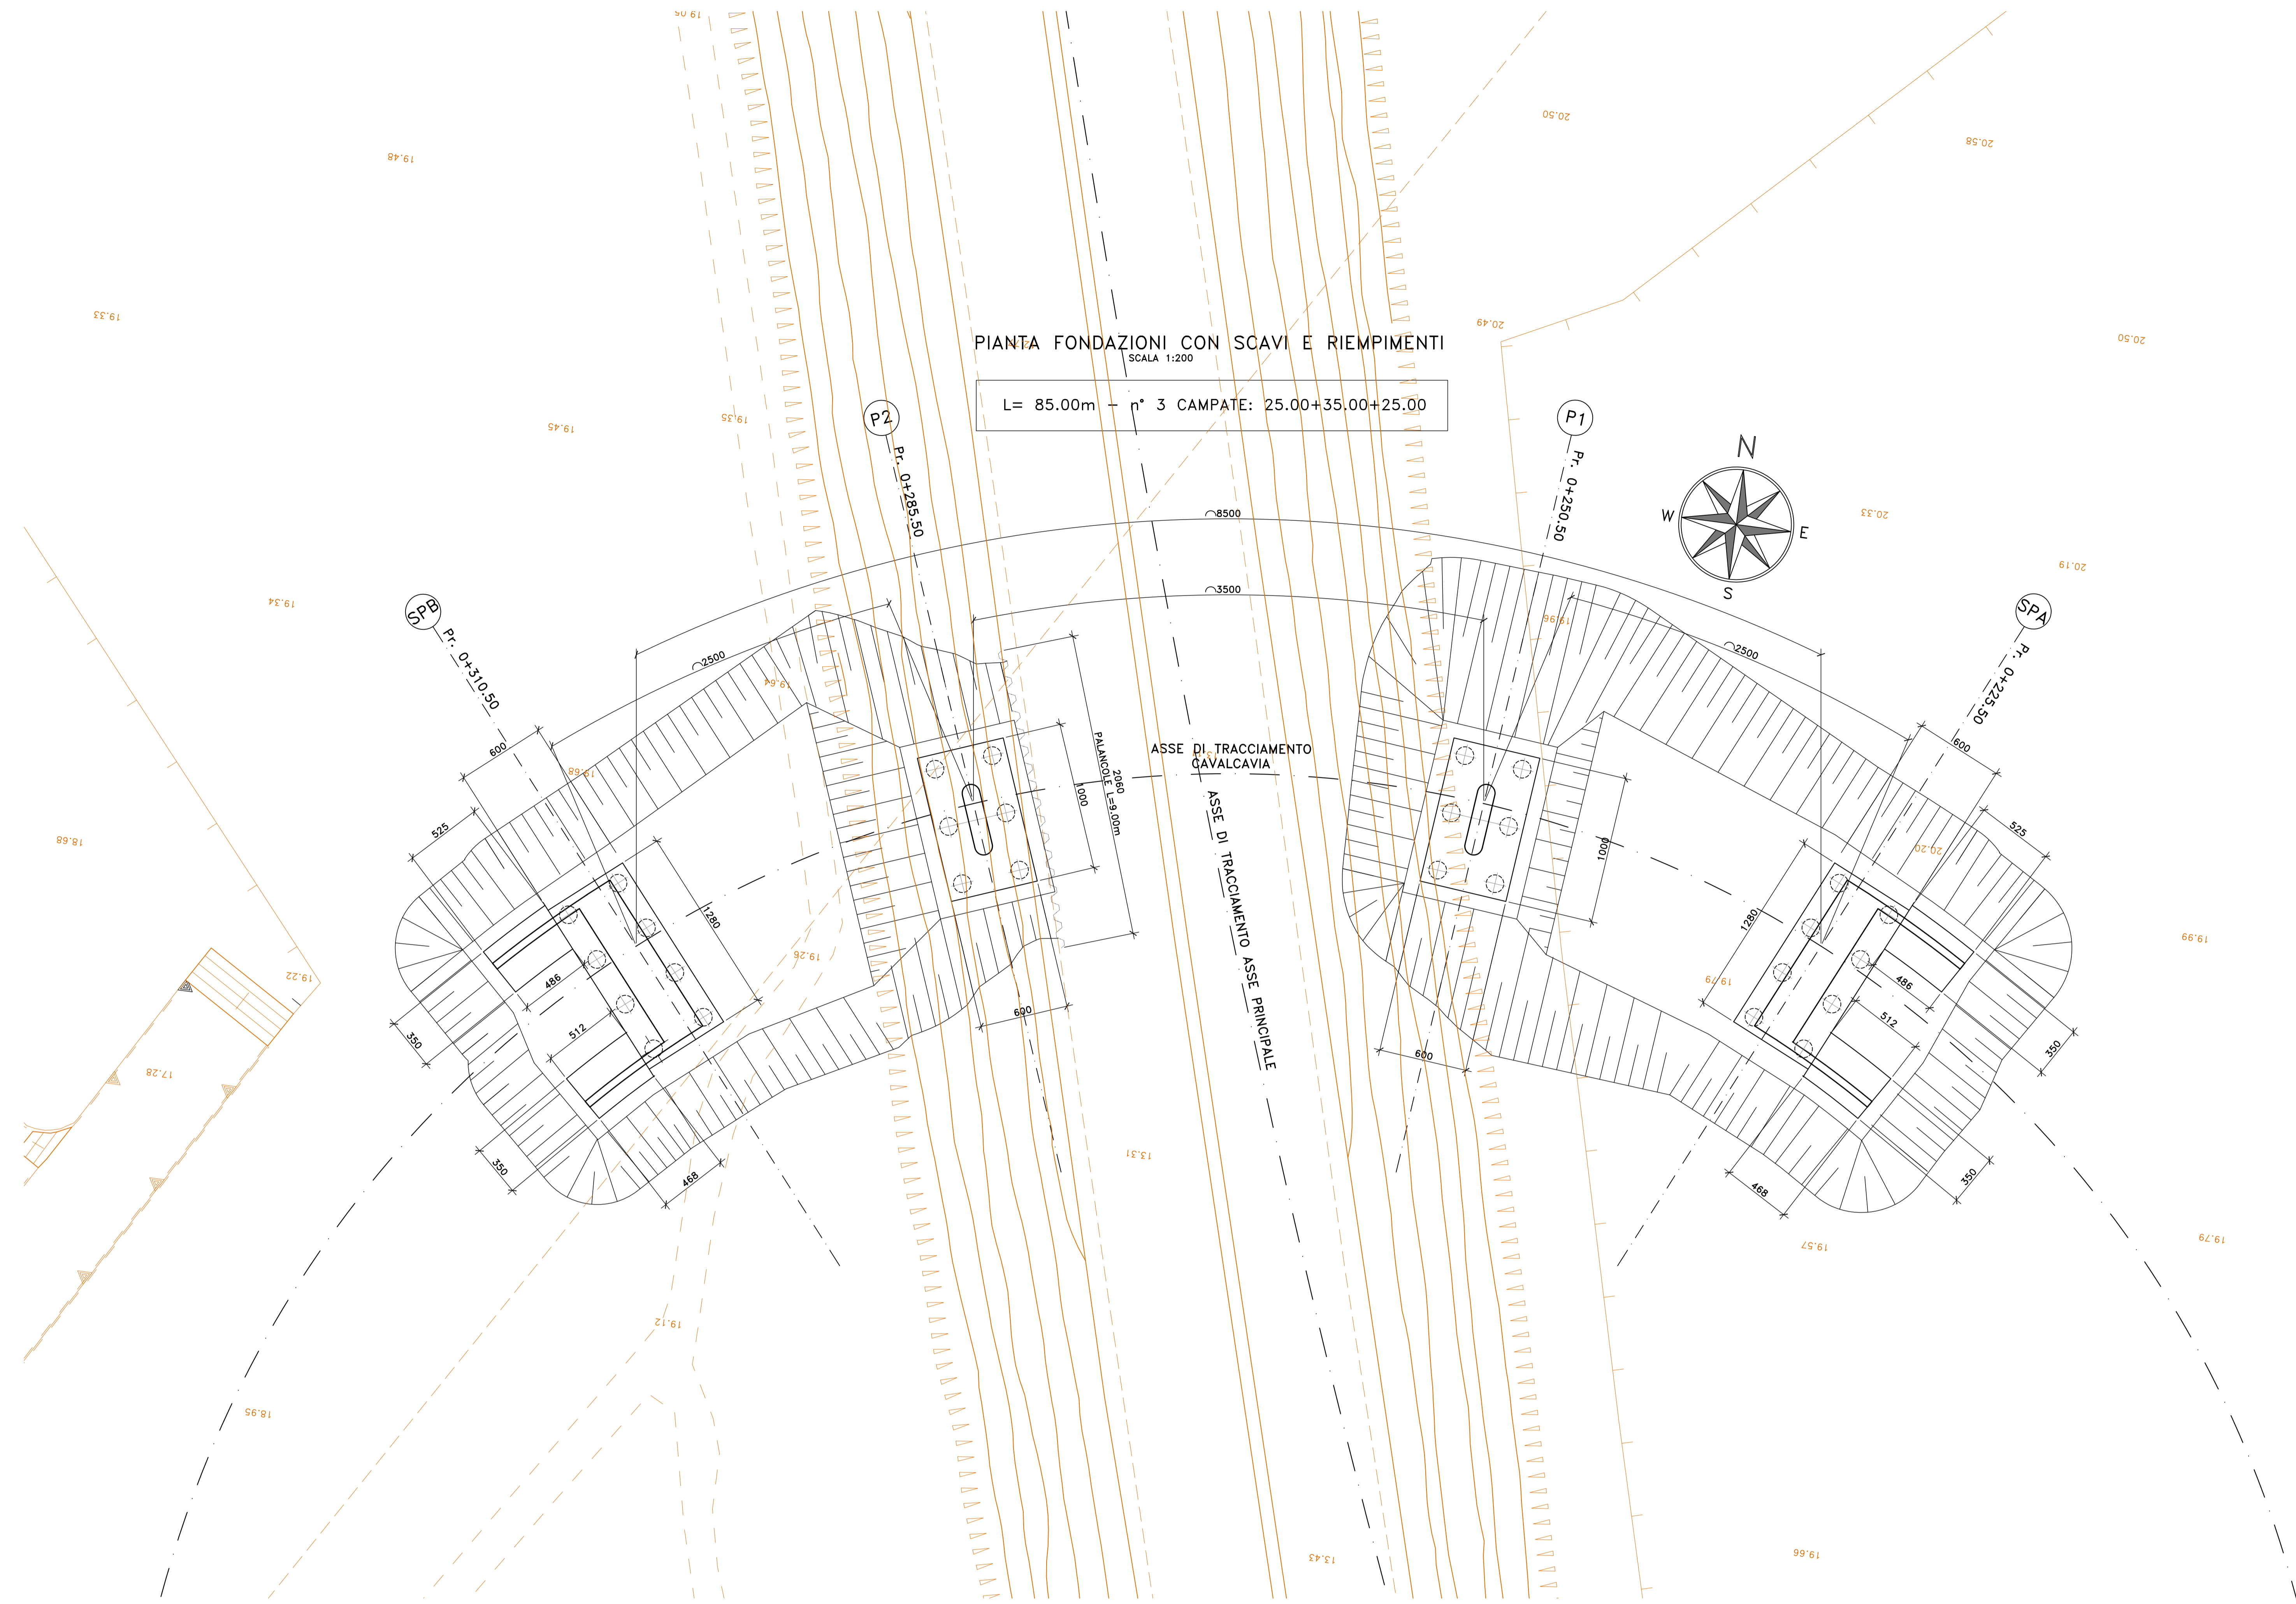 19.05
20.50
20.58
19.48
19.33
20.49
20.50
PIANTA FONDAZIONI CON SCAVI E RIEMPIMENTI
SCALA 1:200
L= 85.00m - n° 3 CAMPATE: 25.00+35.00+25.00
P2
P1
19.35
19.45
N
W
E
S
Pr. 0+285.50
Pr. 0+250.50
8500
20.33
20.19
19.34
SPB
SPA
3500
19.96
Pr. 0+310.50
Pr. 0+225.50
2500
2500
19.64
600
600
19.68
ASSE DI TRACCIAMENTO
CAVALCAVIA
2060
PALANCOLE L=9.00m
1000
1000
525
525
18.68
20.20
1280
1280
ASSE DI TRACCIAMENTO ASSE PRINCIPALE
19.26
19.99
19.22
486
486
19.79
600
600
512
512
350
350
17.28
13.31
350
350
468
468
19.57
19.79
19.12
18.95
13.43
19.66